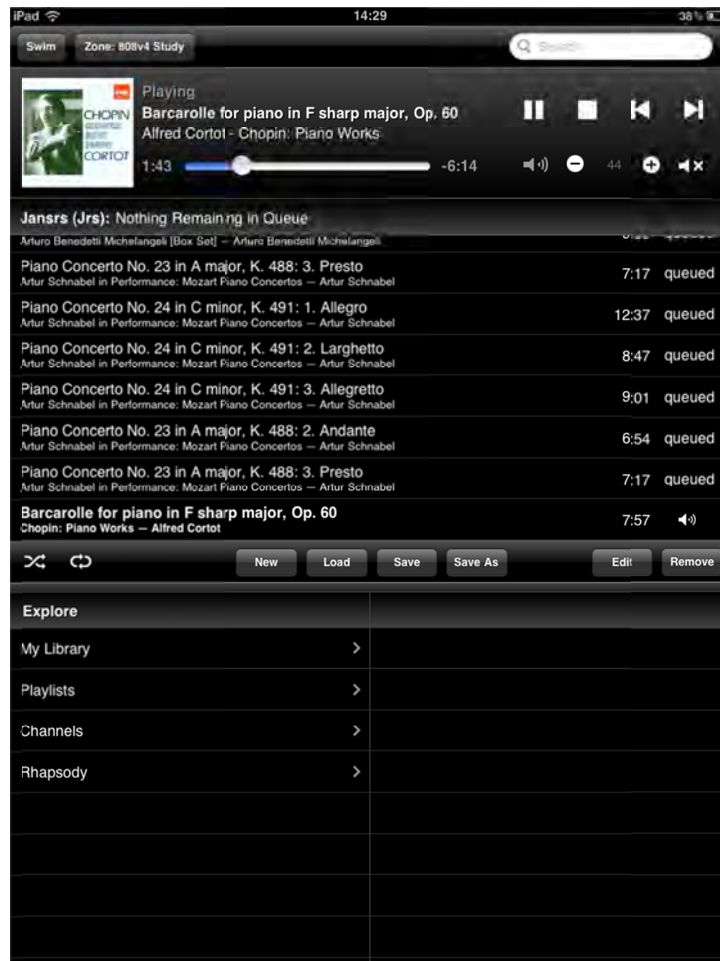 iPad 14:29 38%
Swim Zone: 808v4 Study Search
Playing
Barcarolle for piano in F sharp major, Op. 60
Alfred Cortot - Chopin: Piano Works
CHOPIN
CORTOT
1:43 -6:14 44
Jansrs (Jrs): Nothing Remaining in Queue
Arturo Benedetti Michelangeli [Box Set] — Arturo Benedetti Michelangeli
Piano Concerto No. 23 in A major, K. 488: 3. Presto
7:17 queued
Artur Schnabel in Performance: Mozart Piano Concertos — Artur Schnabel
Piano Concerto No. 24 in C minor, K. 491: 1. Allegro
12:37 queued
Artur Schnabel in Performance: Mozart Piano Concertos — Artur Schnabel
Piano Concerto No. 24 in C minor, K. 491: 2. Larghetto
8:47 queued
Artur Schnabel in Performance: Mozart Piano Concertos — Artur Schnabel
Piano Concerto No. 24 in C minor, K. 491: 3. Allegretto
9:01 queued
Artur Schnabel in Performance: Mozart Piano Concertos — Artur Schnabel
Piano Concerto No. 23 in A major, K. 488: 2. Andante
6:54 queued
Artur Schnabel in Performance: Mozart Piano Concertos — Artur Schnabel
Piano Concerto No. 23 in A major, K. 488: 3. Presto
7:17 queued
Artur Schnabel in Performance: Mozart Piano Concertos — Artur Schnabel
Barcarolle for piano in F sharp major, Op. 60
7:57
Chopin: Piano Works — Alfred Cortot
New Load Save Save As Edit Remove
Explore
My Library
Playlists
Channels
Rhapsody